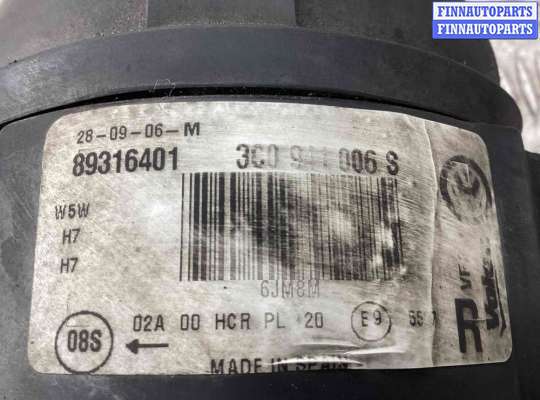 FINNAUTOPARTS
FINNAUTOPARTS
28-09-06-M
89316401 3C0 941 006 S
W5W
H7
H7
6JM8M
08S
02A 00 HCR PL 20 E9
R
MADE IN SPAIN